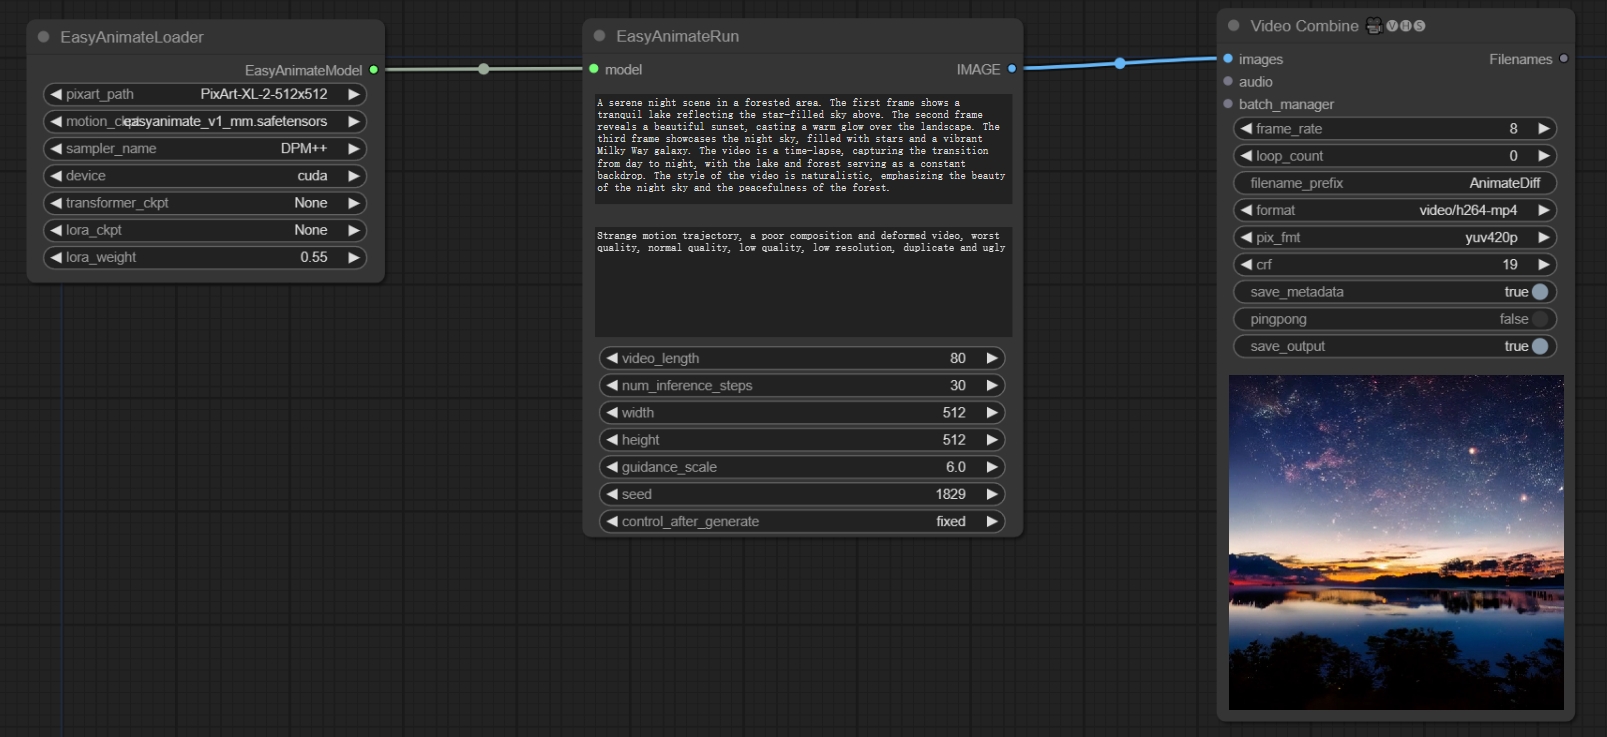 EasyAnimateLoader
EasyAnimateModel
pixart_path PixArt-XL-2-512x512
easyanimate_v1_mm.safetensors
sampler_name DPM++
device cuda
transformer_ckpt None
lora_ckpt None
lora_weight 0.55
EasyAnimateRun
model IMAGE
A serene night scene in a forested area. The first frame shows a
tranquil lake reflecting the star-filled sky above. The second frame
reveals a beautiful sunset, casting a warm glow over the landscape. The
third frame showcases the night sky, filled with stars and a vibrant
Milky Way galaxy. The video is a time-lapse, capturing the transition
from day to night, with the lake and forest serving as a constant
backdrop. The style of the video is naturalistic, emphasizing the beauty
of the night sky and the peacefulness of the forest.
Strange motion trajectory, a poor composition and deformed video, worst
quality, normal quality, low quality, low resolution, duplicate and ugly
video_length 80
num_inference_steps 30
width 512
height 512
guidance_scale 6.0
seed 1829
control_after_generate fixed
Video Combine VHS
images Filenames
audio
batch_manager
frame_rate 8
loop_count 0
filename_prefix AnimateDiff
format video/h264-mp4
pix_fmt yuv420p
crf 19
save_metadata true
pingpong false
save_output true